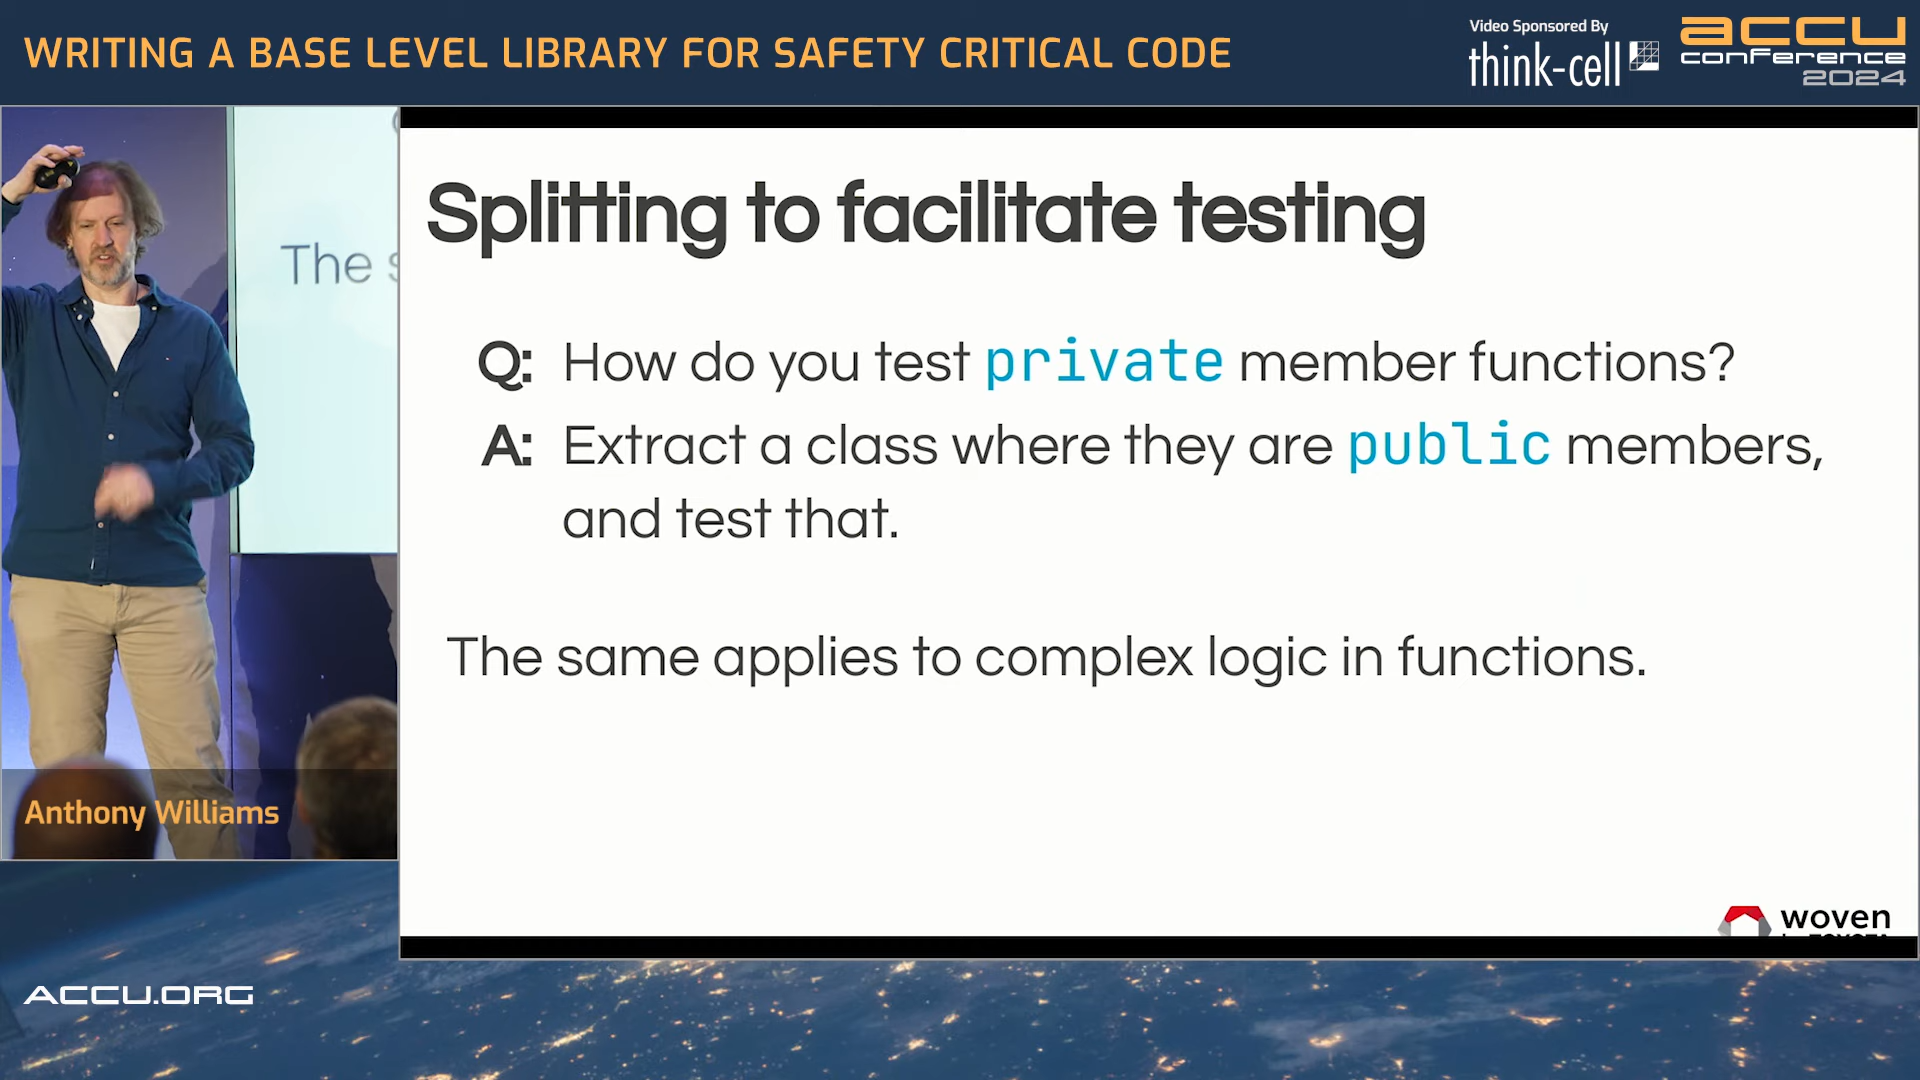 WRITING A BASE LEVEL LIBRARY FOR SAFETY CRITICAL CODE
Video Sponsored By
think-cell
accu
conference
2024
The s
Splitting to facilitate testing
Q: How do you test private member functions?
A: Extract a class where they are public members,
and test that.
The same applies to complex logic in functions.
Anthony Williams
woven
ACCU.ORG